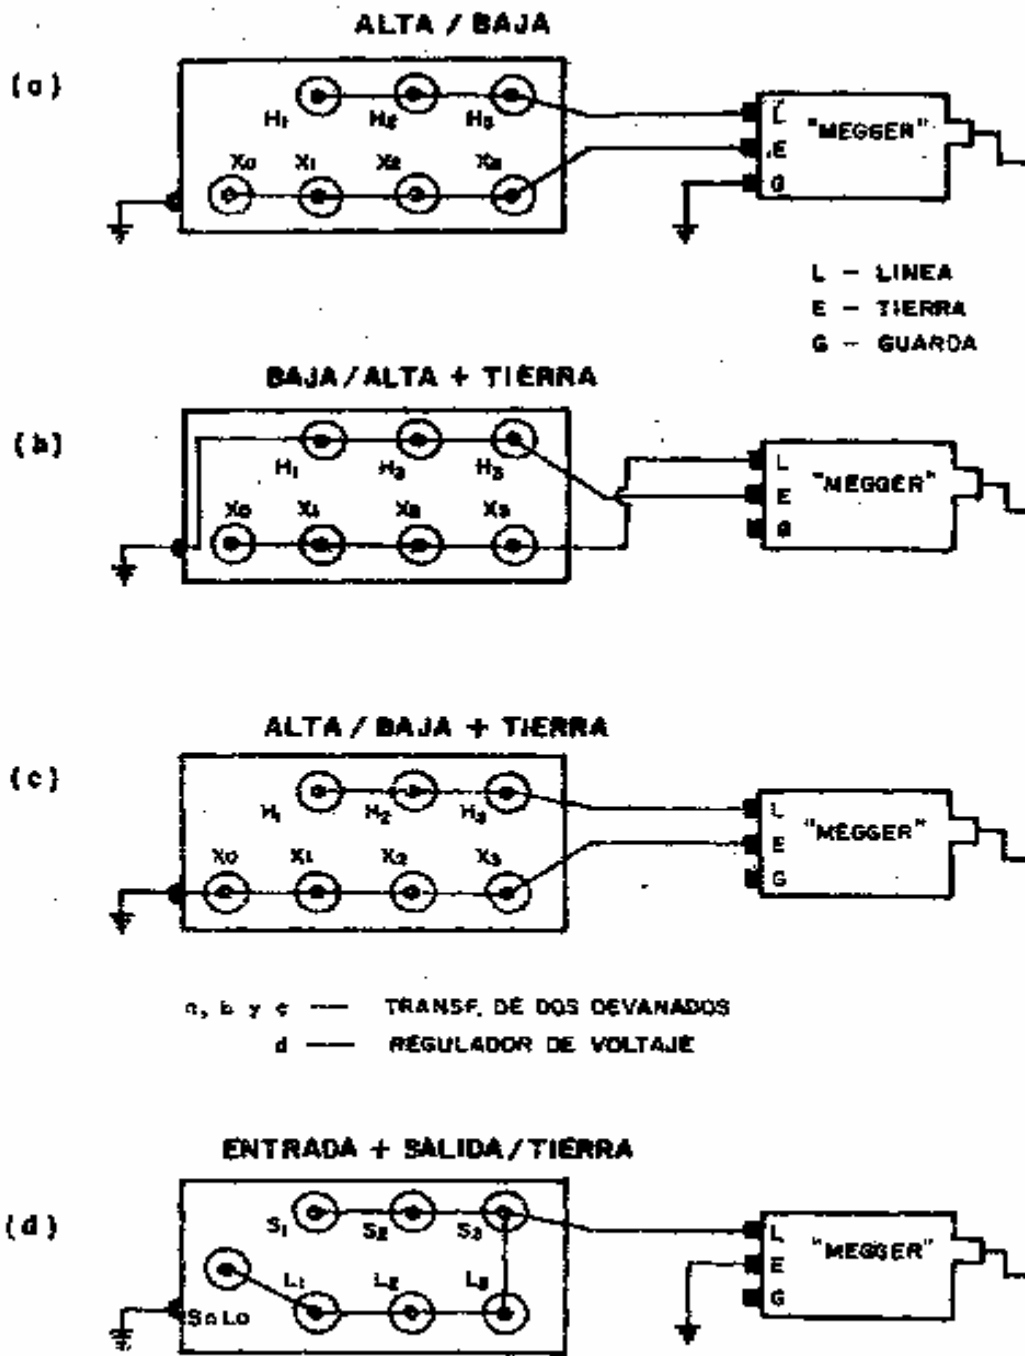 ALTA / BAJA
(a)
H1 H2 H3
X0 X1 X2 X3
L
E
G
"MEGGER"
L - LINEA
E - TIERRA
G - GUARDA
BAJA/ALTA + TIERRA
(b)
H1 H2 H3
X0 X1 X2 X3
L
E
G
"MEGGER"
ALTA / BAJA + TIERRA
(c)
H1 H2 H3
X0 X1 X2 X3
L
E
G
"MEGGER"
a, b y c — TRANSF. DE DOS DEVANADOS
d — REGULADOR DE VOLTAJE
ENTRADA + SALIDA/TIERRA
(d)
S1 S2 S3
L1 L2 L3
SoLo
L
E
G
"MEGGER"